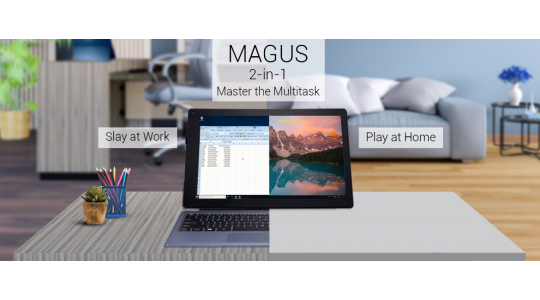 MAGUS
2-in-1
Master the Multitask
Slay at Work
Play at Home